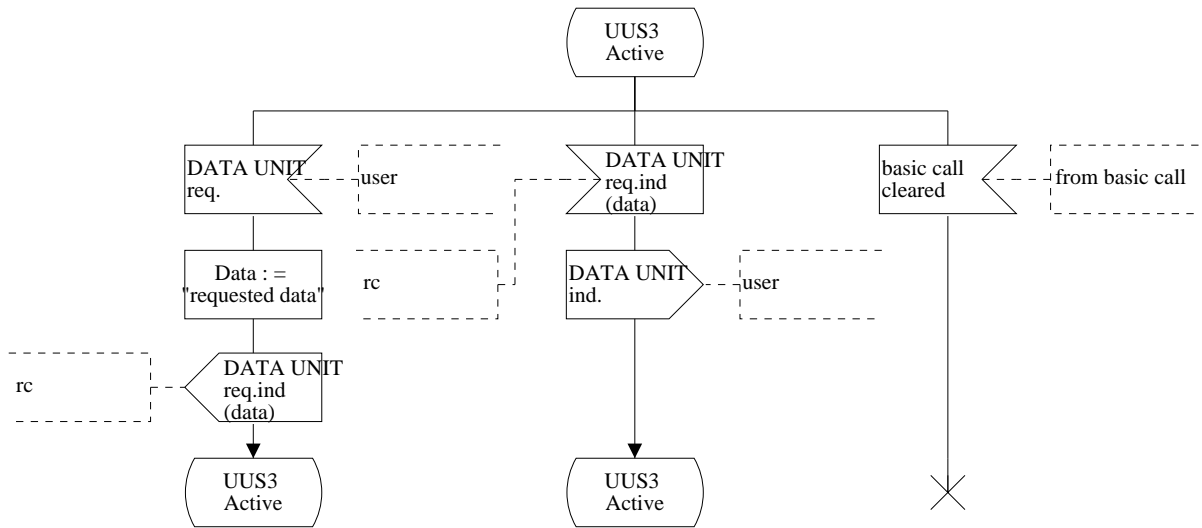 UUS3
Active
DATA UNIT
req.
user
DATA UNIT
req.ind
(data)
basic call
cleared
from basic call
Data : =
"requested data"
rc
DATA UNIT
ind.
user
rc
DATA UNIT
req.ind
(data)
UUS3
Active
UUS3
Active